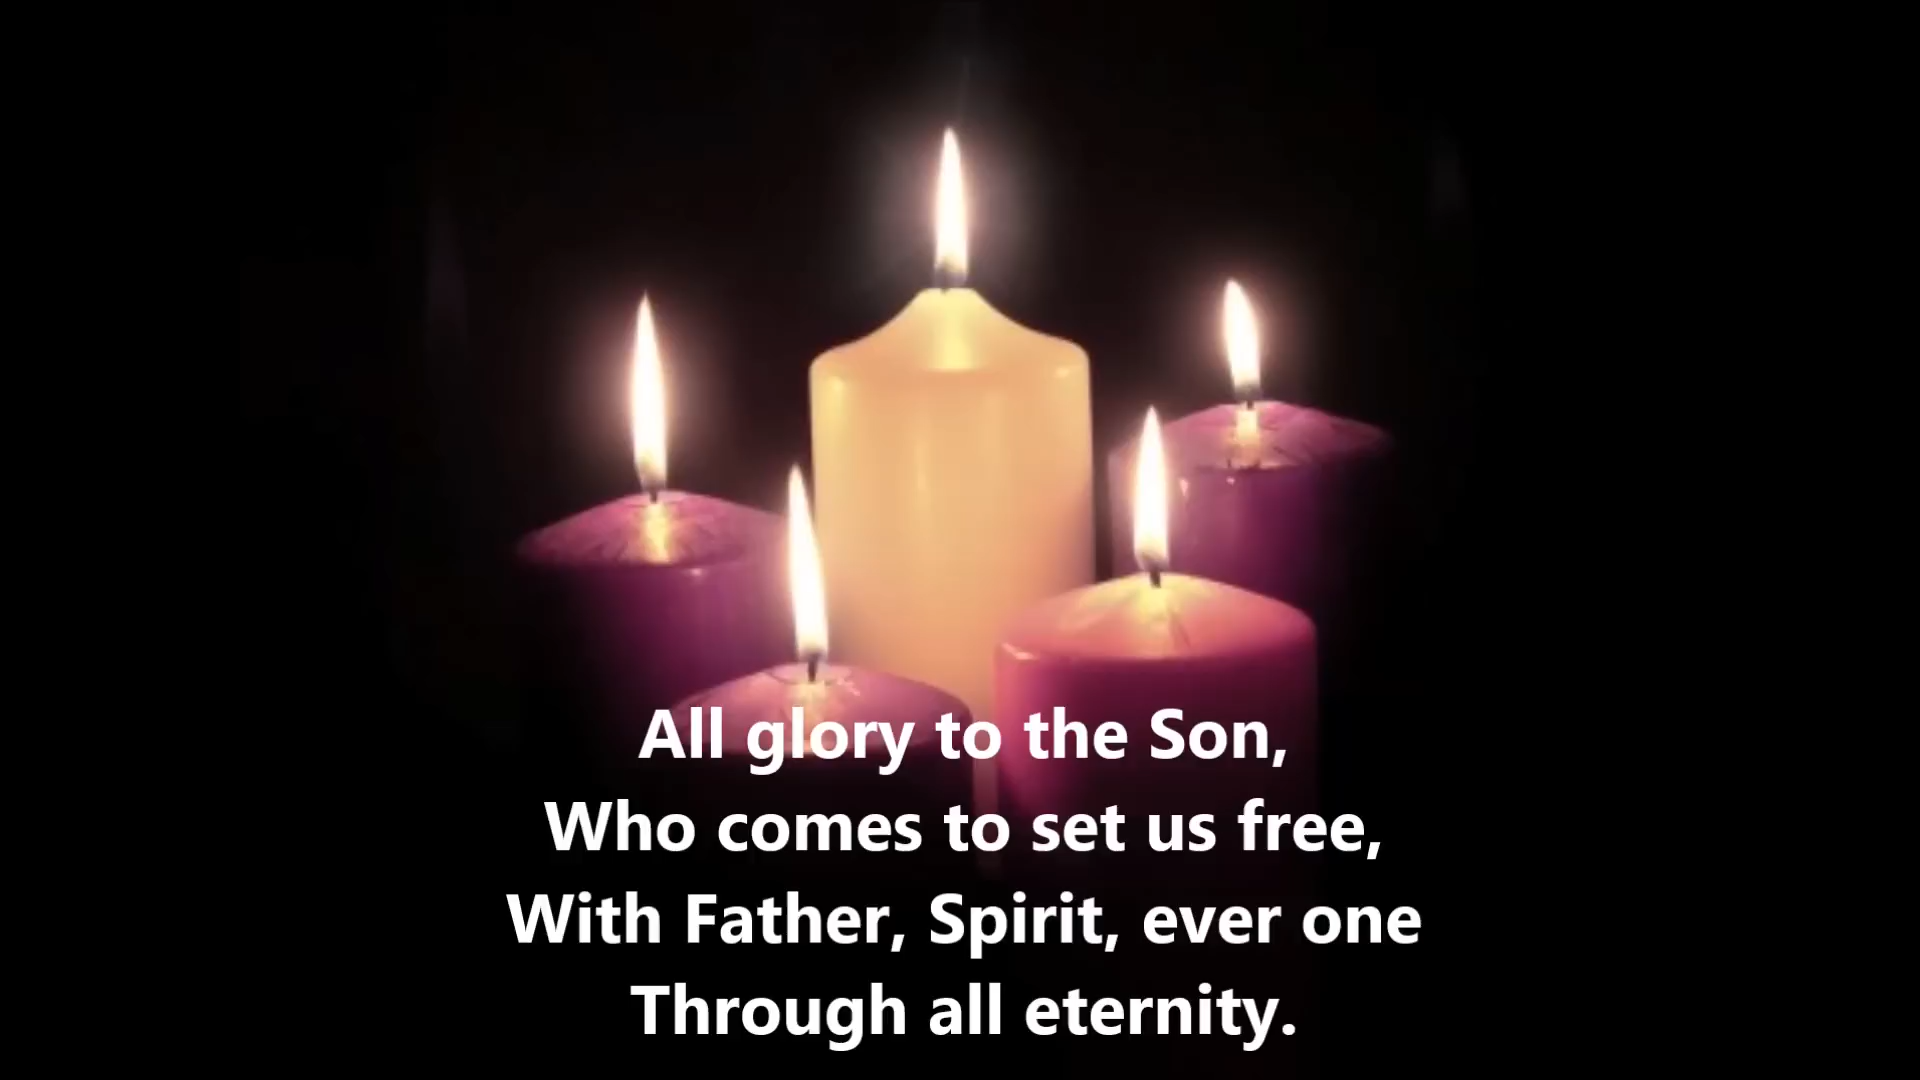 All glory to the Son,
Who comes to set us free,
With Father, Spirit, ever one
Through all eternity.